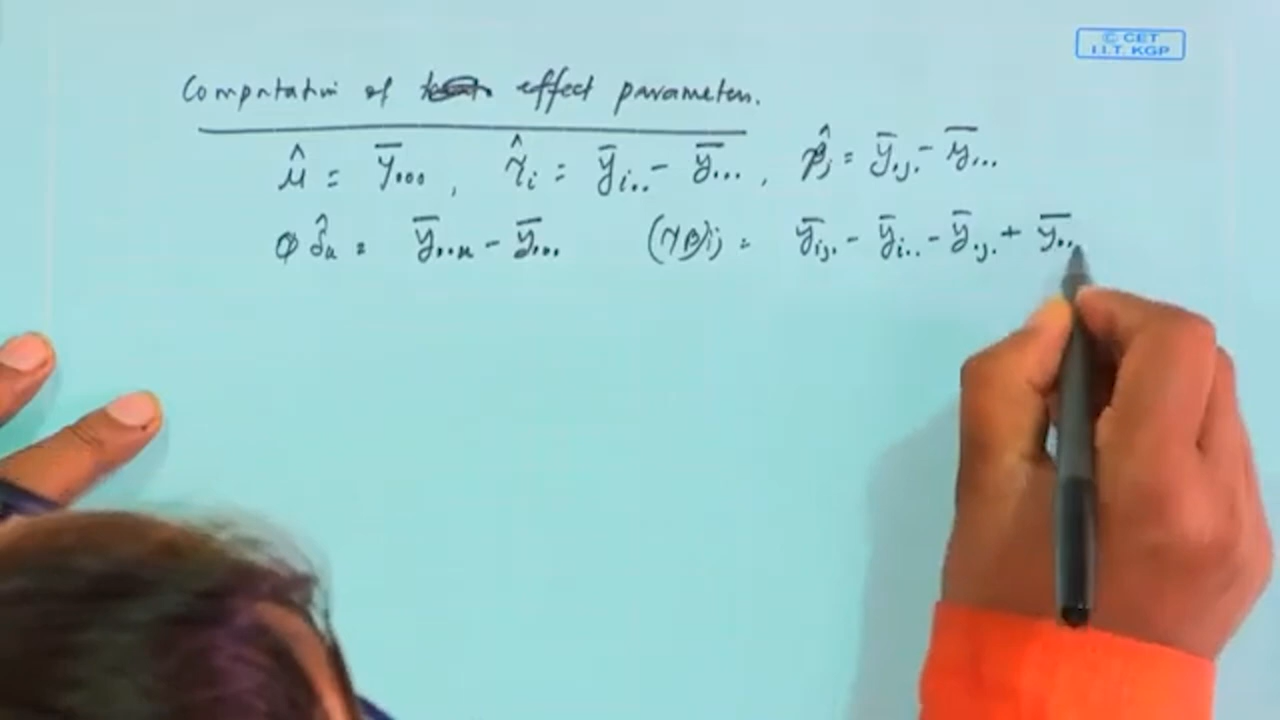 © CET
I.I.T. KGP
Computation of effect parameters.
μ̂ = ȳ... , τ̂i = ȳi.. - ȳ... , β̂j = ȳ.j. - ȳ...
δ̂k = ȳ..k - ȳ... (τβ)ij = ȳij. - ȳi.. - ȳ.j. + ȳ..